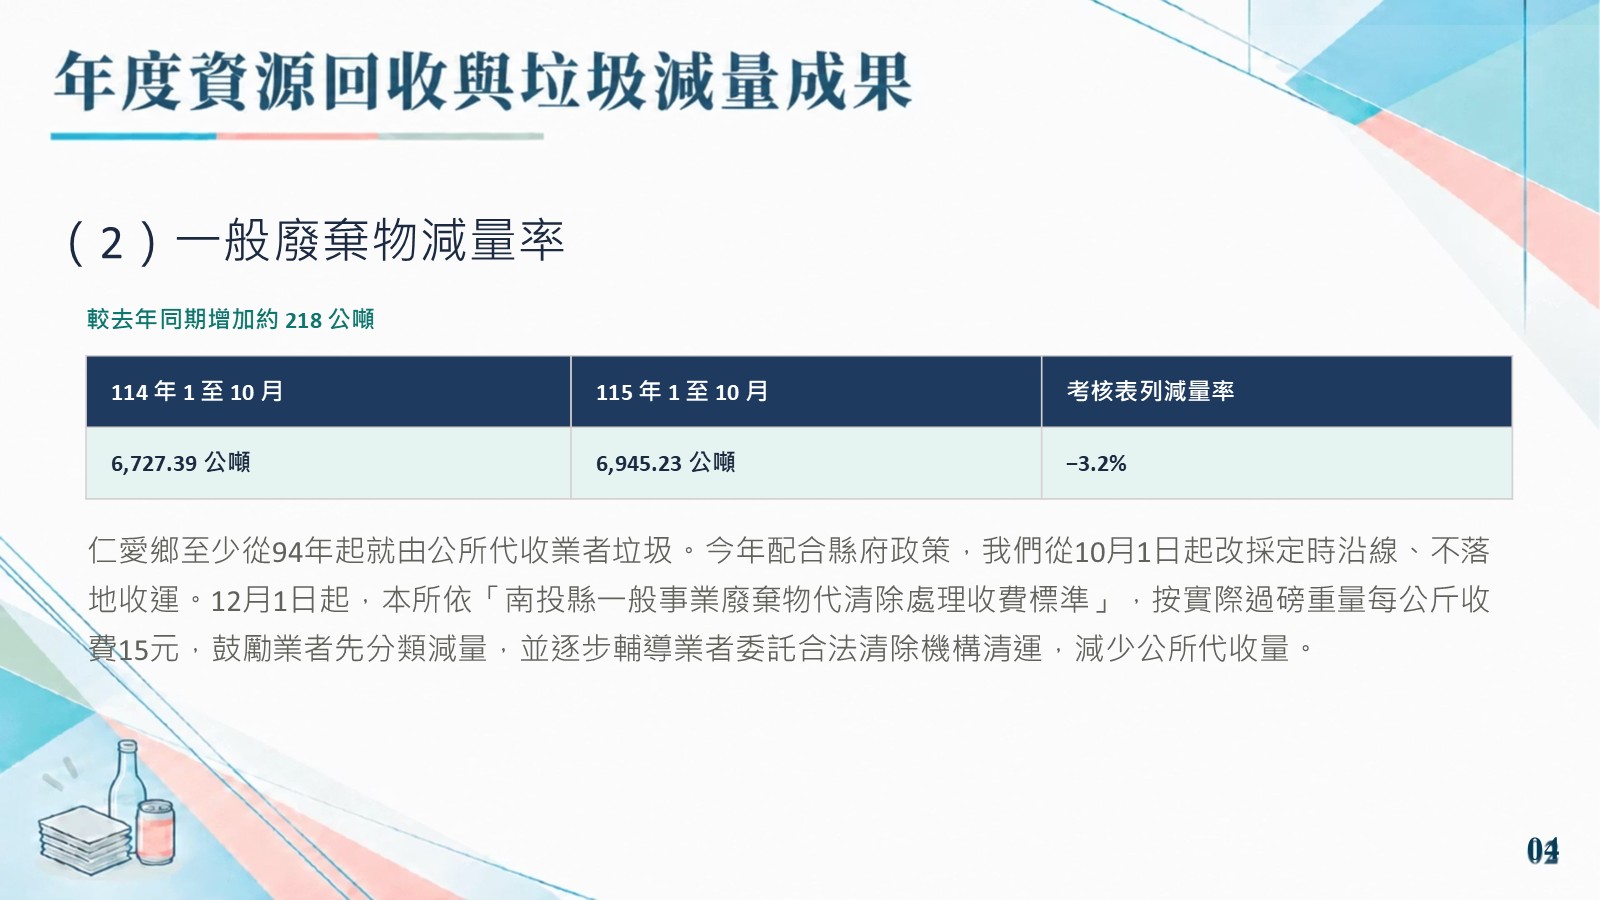 年度資源回收與垃圾減量成果
（2）一般廢棄物減量率
較去年同期增加約 218 公噸
114 年 1 至 10 月
115 年 1 至 10 月
考核表列減量率
6,727.39 公噸
6,945.23 公噸
–3.2%
仁愛鄉至少從94年起就由公所代收業者垃圾。今年配合縣府政策，我們從10月1日起改採定時沿線、不落
地收運。12月1日起，本所依「南投縣一般事業廢棄物代清除處理收費標準」，按實際過磅重量每公斤收
費15元，鼓勵業者先分類減量，並逐步輔導業者委託合法清除機構清運，減少公所代收量。